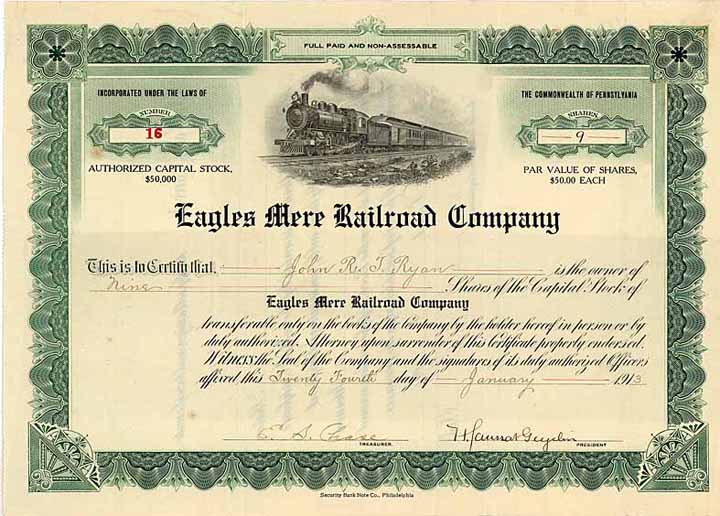 FULL PAID AND NON-ASSESSABLE
INCORPORATED UNDER THE LAWS OF
THE COMMONWEALTH OF PENNSYLVANIA
NUMBER
16
SHARES
9
AUTHORIZED CAPITAL STOCK,
$50,000
PAR VALUE OF SHARES,
$50.00 EACH
Eagles Mere Railroad Company
This is to Certify that John R. T. Ryan is the owner of
Nine Shares of the Capital Stock of
Eagles Mere Railroad Company
transferable only on the books of the Company by the holder hereof in person or by
duly authorized Attorney upon surrender of this Certificate properly endorsed.
Witness the Seal of the Company and the signatures of its duly authorized Officers
affixed this Twenty Fourth day of January 1913
E. S. Chase
TREASURER.
PRESIDENT
Security Bank Note Co., Philadelphia